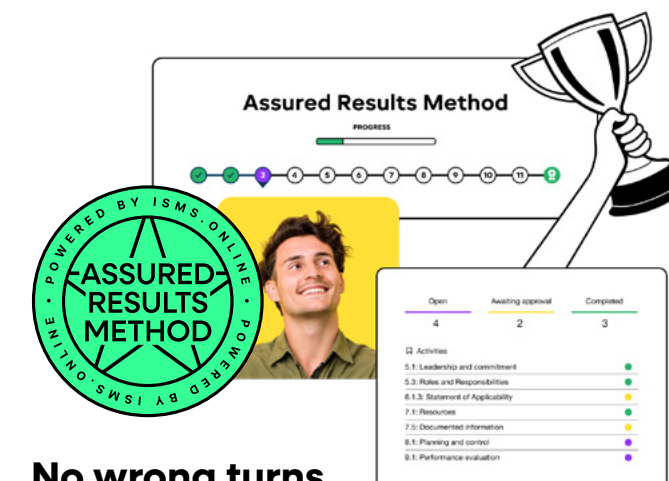 Assured Results Method
PROGRESS
3 4 5 6 7 8 9 10 11
POWERED BY ISMS.ONLINE • POWERED BY ISMS.ONLINE •
ASSURED
RESULTS
METHOD
Open Awaiting approval Completed
4 2 3
Activities
5.1: Leadership and commitment
5.3: Roles and Responsibilities
6.1.3: Statement of Applicability
7.1: Resources
7.5: Documented information
8.1: Planning and control
9.1: Performance evaluation
No wrong turns